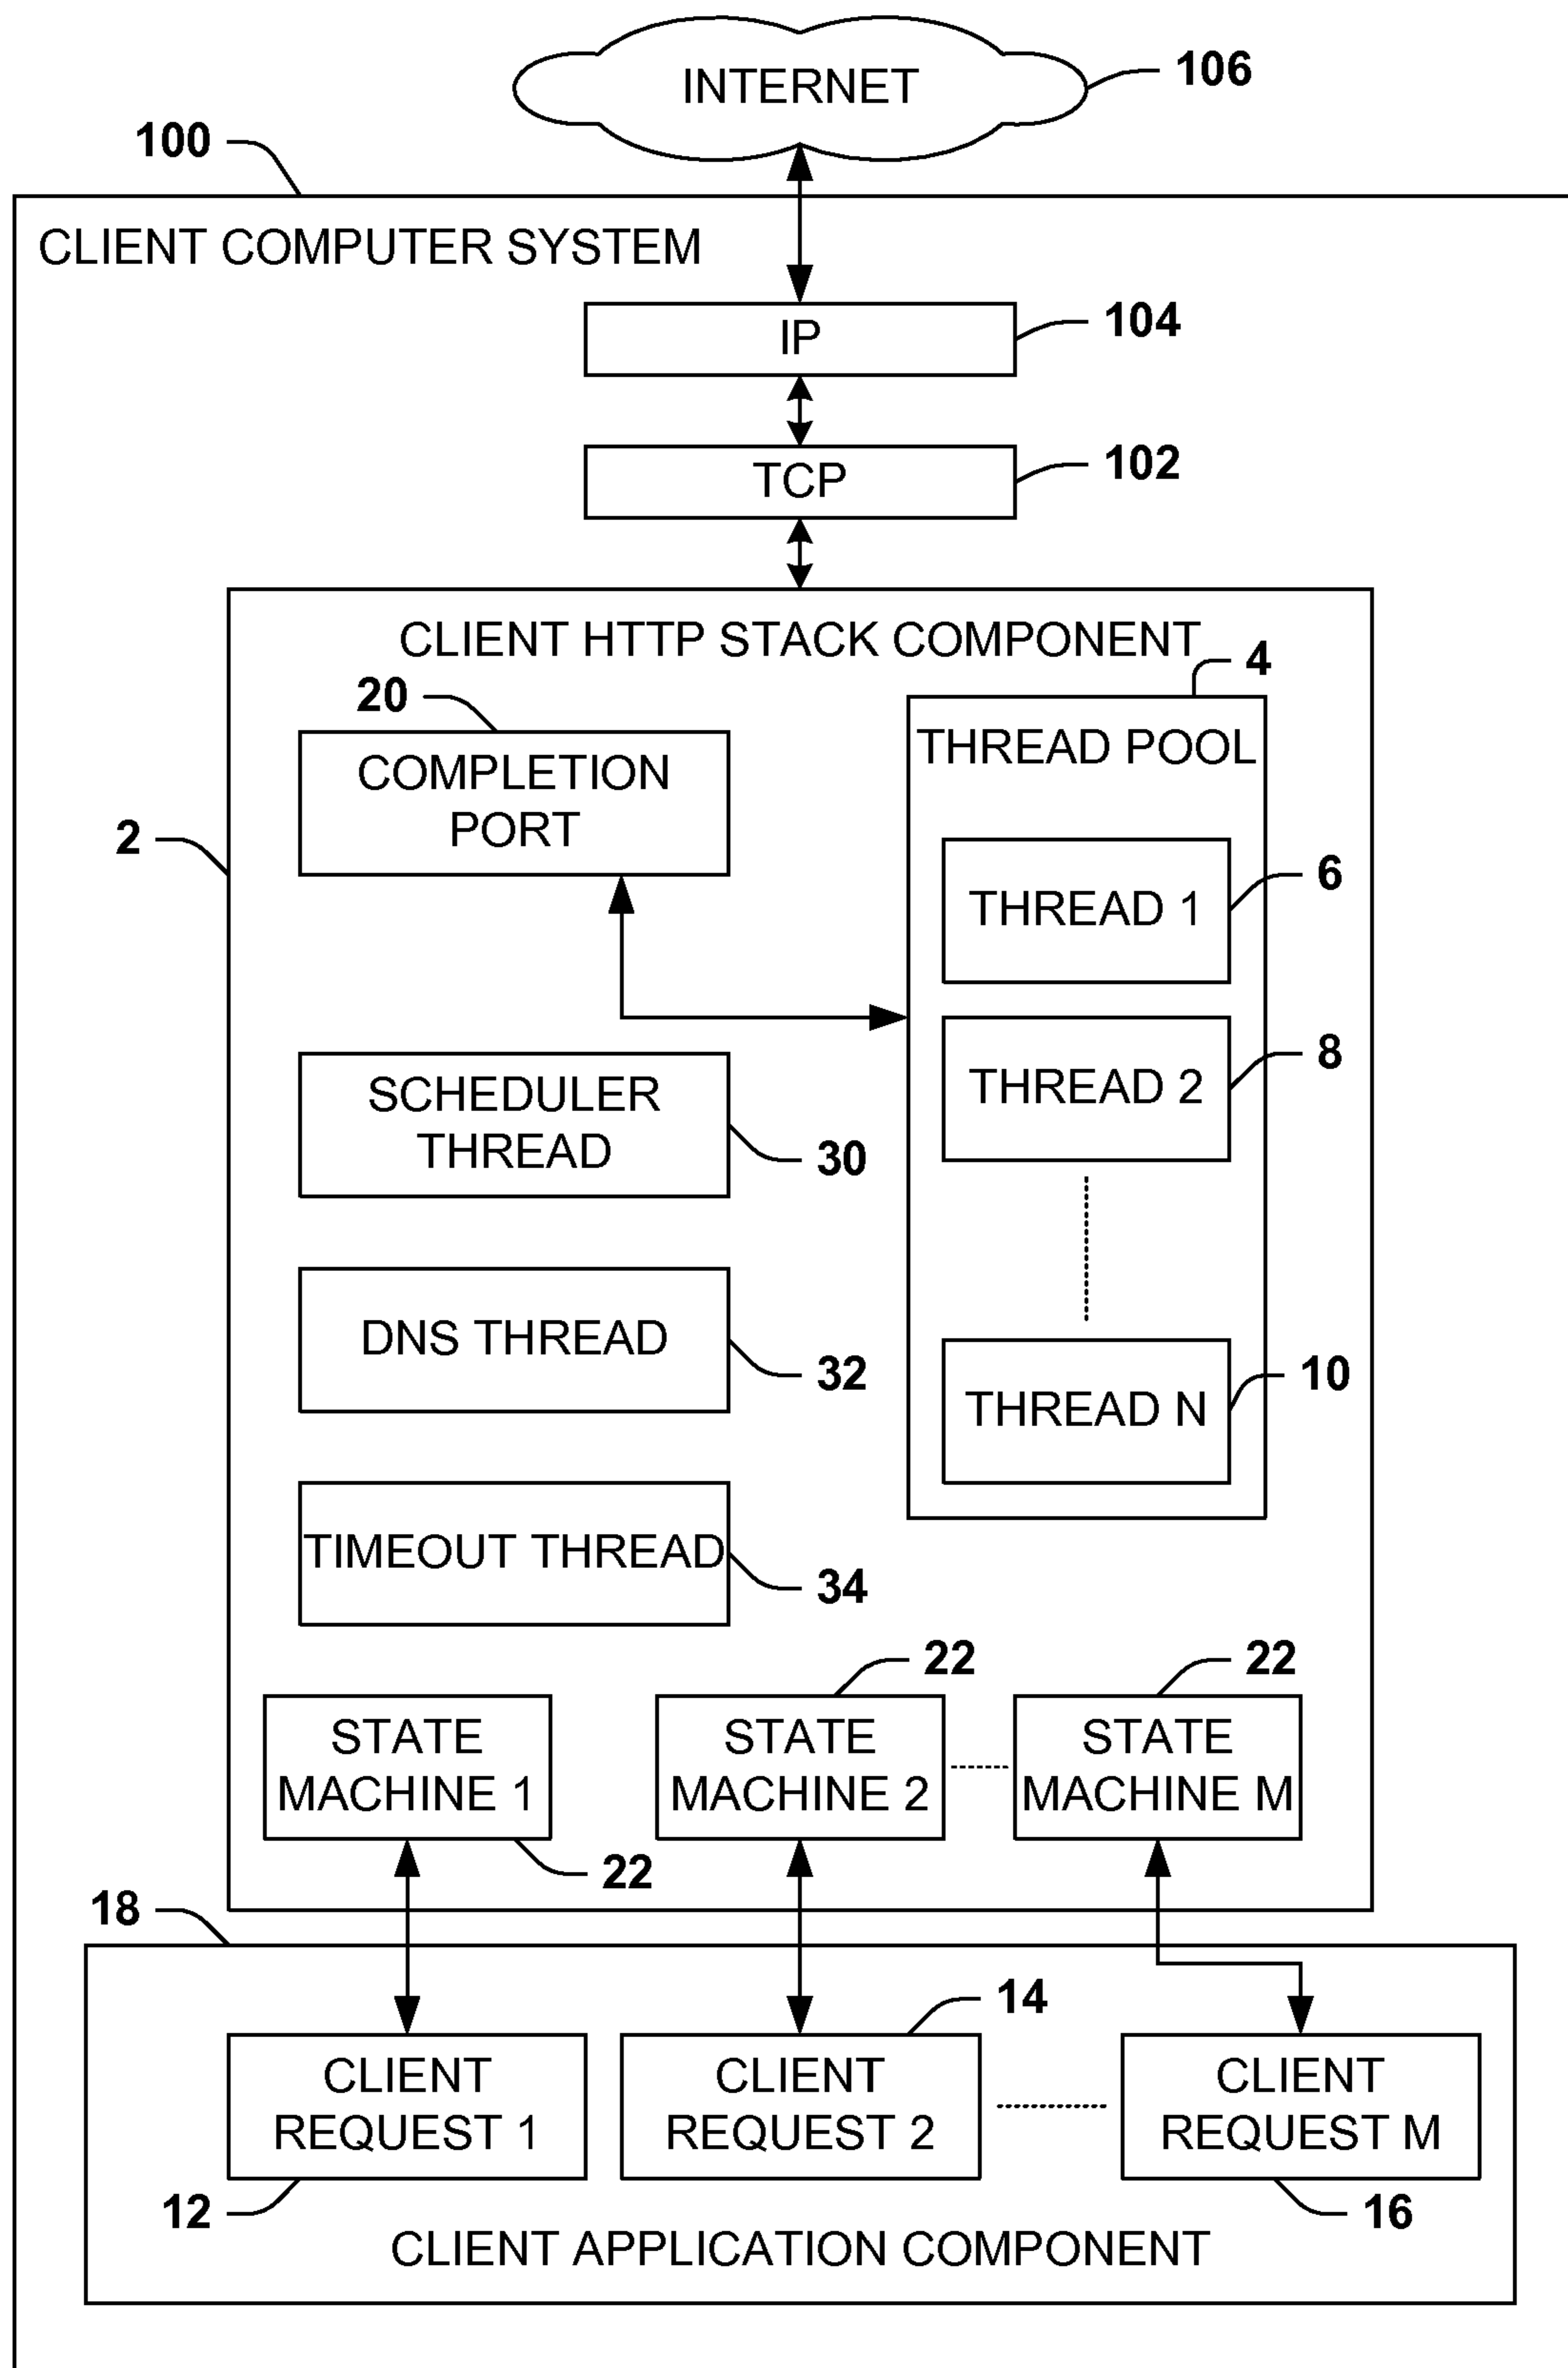 INTERNET
106
100
CLIENT COMPUTER SYSTEM
IP
104
TCP
102
CLIENT HTTP STACK COMPONENT
4
20
COMPLETION
PORT
THREAD POOL
2
THREAD 1
6
THREAD 2
8
SCHEDULER
THREAD
30
DNS THREAD
32
THREAD N
10
TIMEOUT THREAD
34
22
22
STATE
MACHINE 1
STATE
MACHINE 2
STATE
MACHINE M
22
18
14
CLIENT
REQUEST 1
CLIENT
REQUEST 2
CLIENT
REQUEST M
12
16
CLIENT APPLICATION COMPONENT